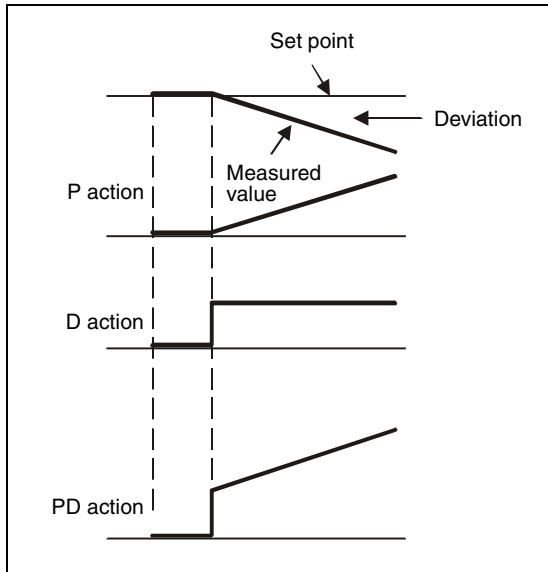 Set point
Deviation
Measured
value
P action
D action
PD action